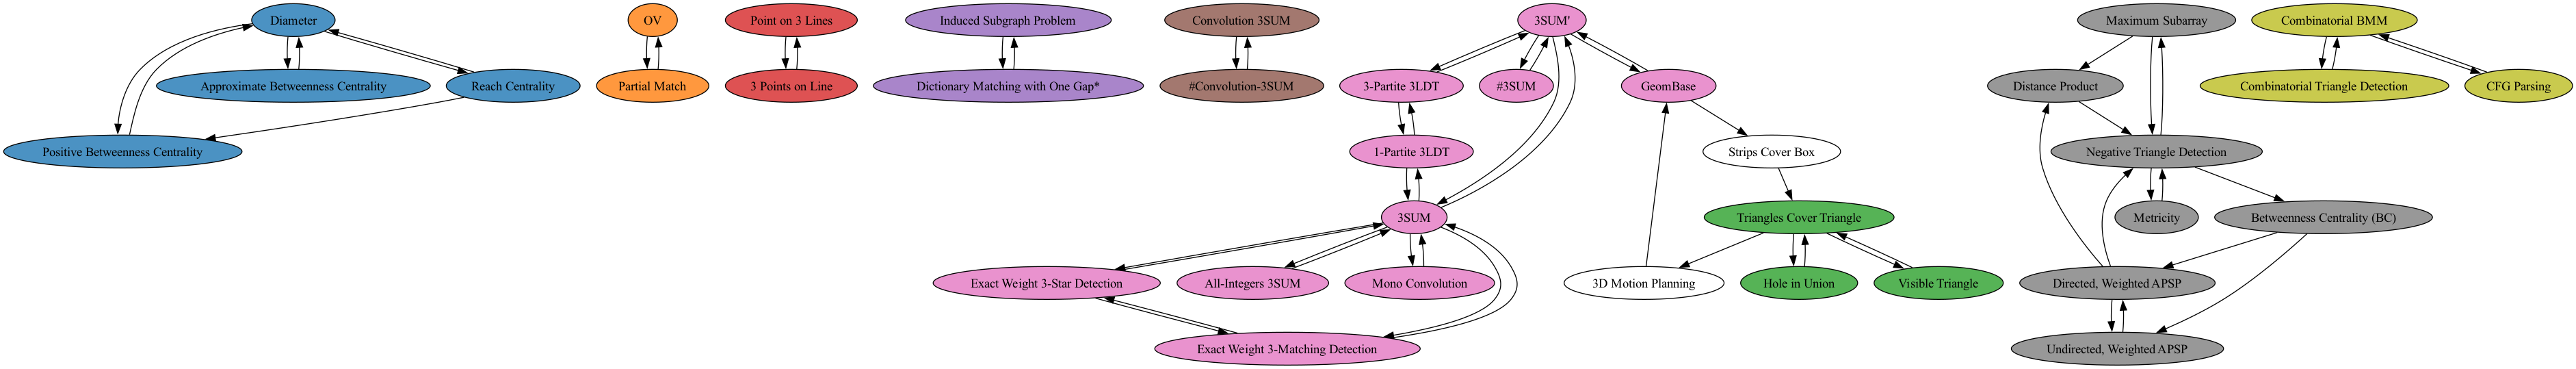 Diameter
OV
Point on 3 Lines
Induced Subgraph Problem
Convolution 3SUM
3SUM'
Maximum Subarray
Combinatorial BMM
Approximate Betweenness Centrality
Reach Centrality
Partial Match
3 Points on Line
Dictionary Matching with One Gap*
#Convolution-3SUM
3-Partite 3LDT
#3SUM
GeomBase
Distance Product
Combinatorial Triangle Detection
CFG Parsing
Positive Betweenness Centrality
1-Partite 3LDT
Strips Cover Box
Negative Triangle Detection
3SUM
Triangles Cover Triangle
Metricity
Betweenness Centrality (BC)
Exact Weight 3-Star Detection
All-Integers 3SUM
Mono Convolution
3D Motion Planning
Hole in Union
Visible Triangle
Directed, Weighted APSP
Exact Weight 3-Matching Detection
Undirected, Weighted APSP